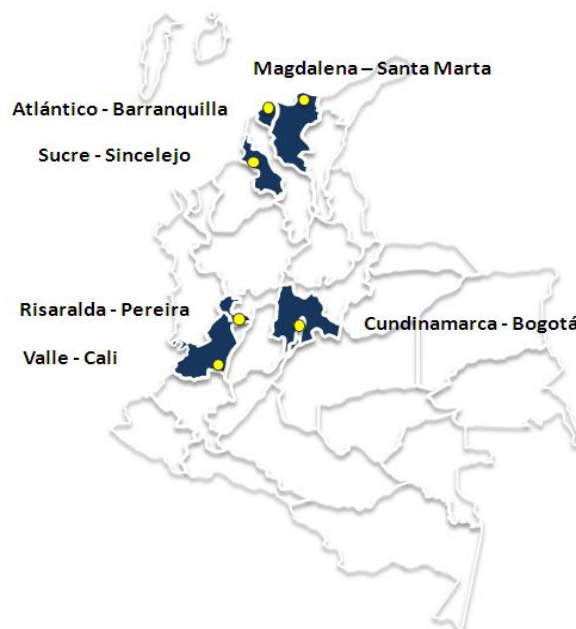 Magdalena – Santa Marta
Atlántico - Barranquilla
Sucre - Sincelejo
Risaralda - Pereira
Cundinamarca - Bogotá
Valle - Cali